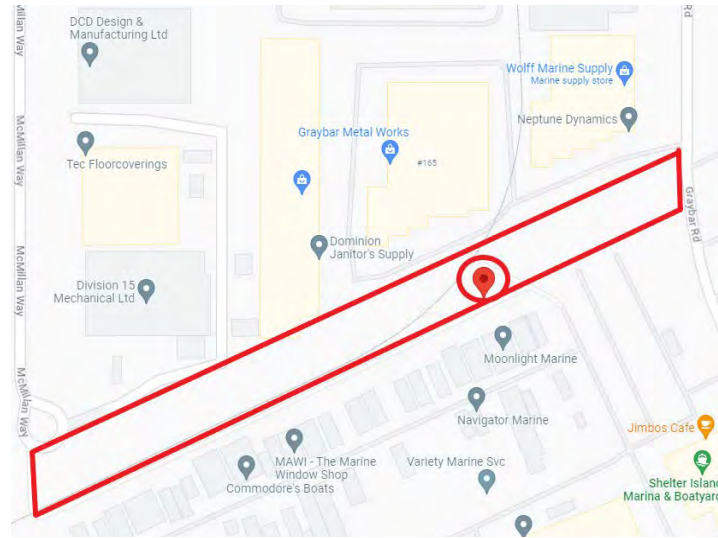 McMillan Way
McMillan Way
McMillan Way
McMillan Way
DCD Design &
Manufacturing Ltd
Rd
Wolff Marine Supply
Marine supply store
Neptune Dynamics
Graybar Metal Works
#165
Tec Floorcoverings
Dominion
Janitor's Supply
Graybar Rd
Division 15
Mechanical Ltd
Moonlight Marine
Navigator Marine
Jimbos Cafe
MAWI - The Marine
Window Shop
Commodore's Boats
Variety Marine Svc
Shelter Island
Marina & Boatyard